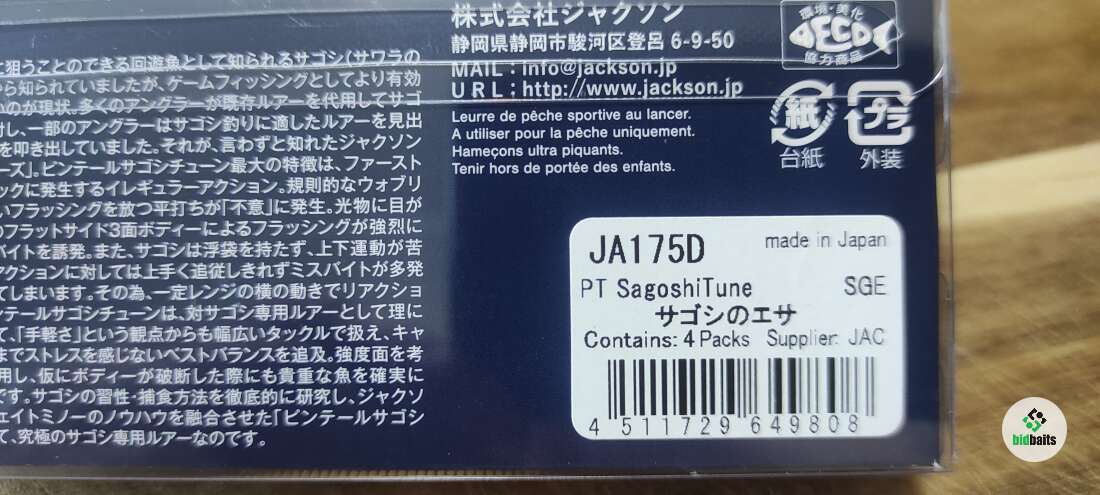 に狙うことのできる回遊魚として知られるサゴシ(サワラの
ら知られていましたが、ゲームフィッシングとしてより有効
いのが現状。多くのアングラーが既存ルアーを代用してサゴ
対し、一部のアングラーはサゴシ釣りに適したルアーを見出
を叩き出していました。それが、言わずと知れたジャクソン
ーズ」。ピンテールサゴシチューン最大の特徴は、ファースト
ックに発生するイレギュラーアクション。規則的なウォブリ
いフラッシングを放つ平打ちが「不意」に発生。光物に目が
のフラットサイド3面ボディーによるフラッシングが強烈に
バイトを誘発。また、サゴシは浮袋を持たず、上下運動が苦
アクションに対しては上手く追従しきれずミスバイトが多発
てしまいます。その為、一定レンジの横の動きでリアクショ
ンテールサゴシチューンは、対サゴシ専用ルアーとして理に
て、「手軽さ」という観点からも幅広いタックルで扱え、キャ
までストレスを感じないベストバランスを追及。強度面を考
用し、仮にボディーが破断した際にも貴重な魚を確実に
です。サゴシの習性・捕食方法を徹底的に研究し、ジャクソ
ェイトミノーのノウハウを融合させた「ピンテールサゴシ
て、究極のサゴシ専用ルアーなのです。
株式会社ジャクソン
静岡県静岡市駿河区登呂 6-9-50
MAIL : info@jackson.jp
URL : http://www.jackson.jp
Leurre de pêche sportive au lancer.
A utiliser pour la pêche uniquement.
Hameçons ultra piquants.
Tenir hors de portée des enfants.
環境・美化
DECO
協力商品
紙
台紙
プラ
外装
JA175D
made in Japan
PT SagoshiTune
SGE
サゴシのエサ
Contains: 4 Packs Supplier: JAC
4 511729 649808
bidbaits